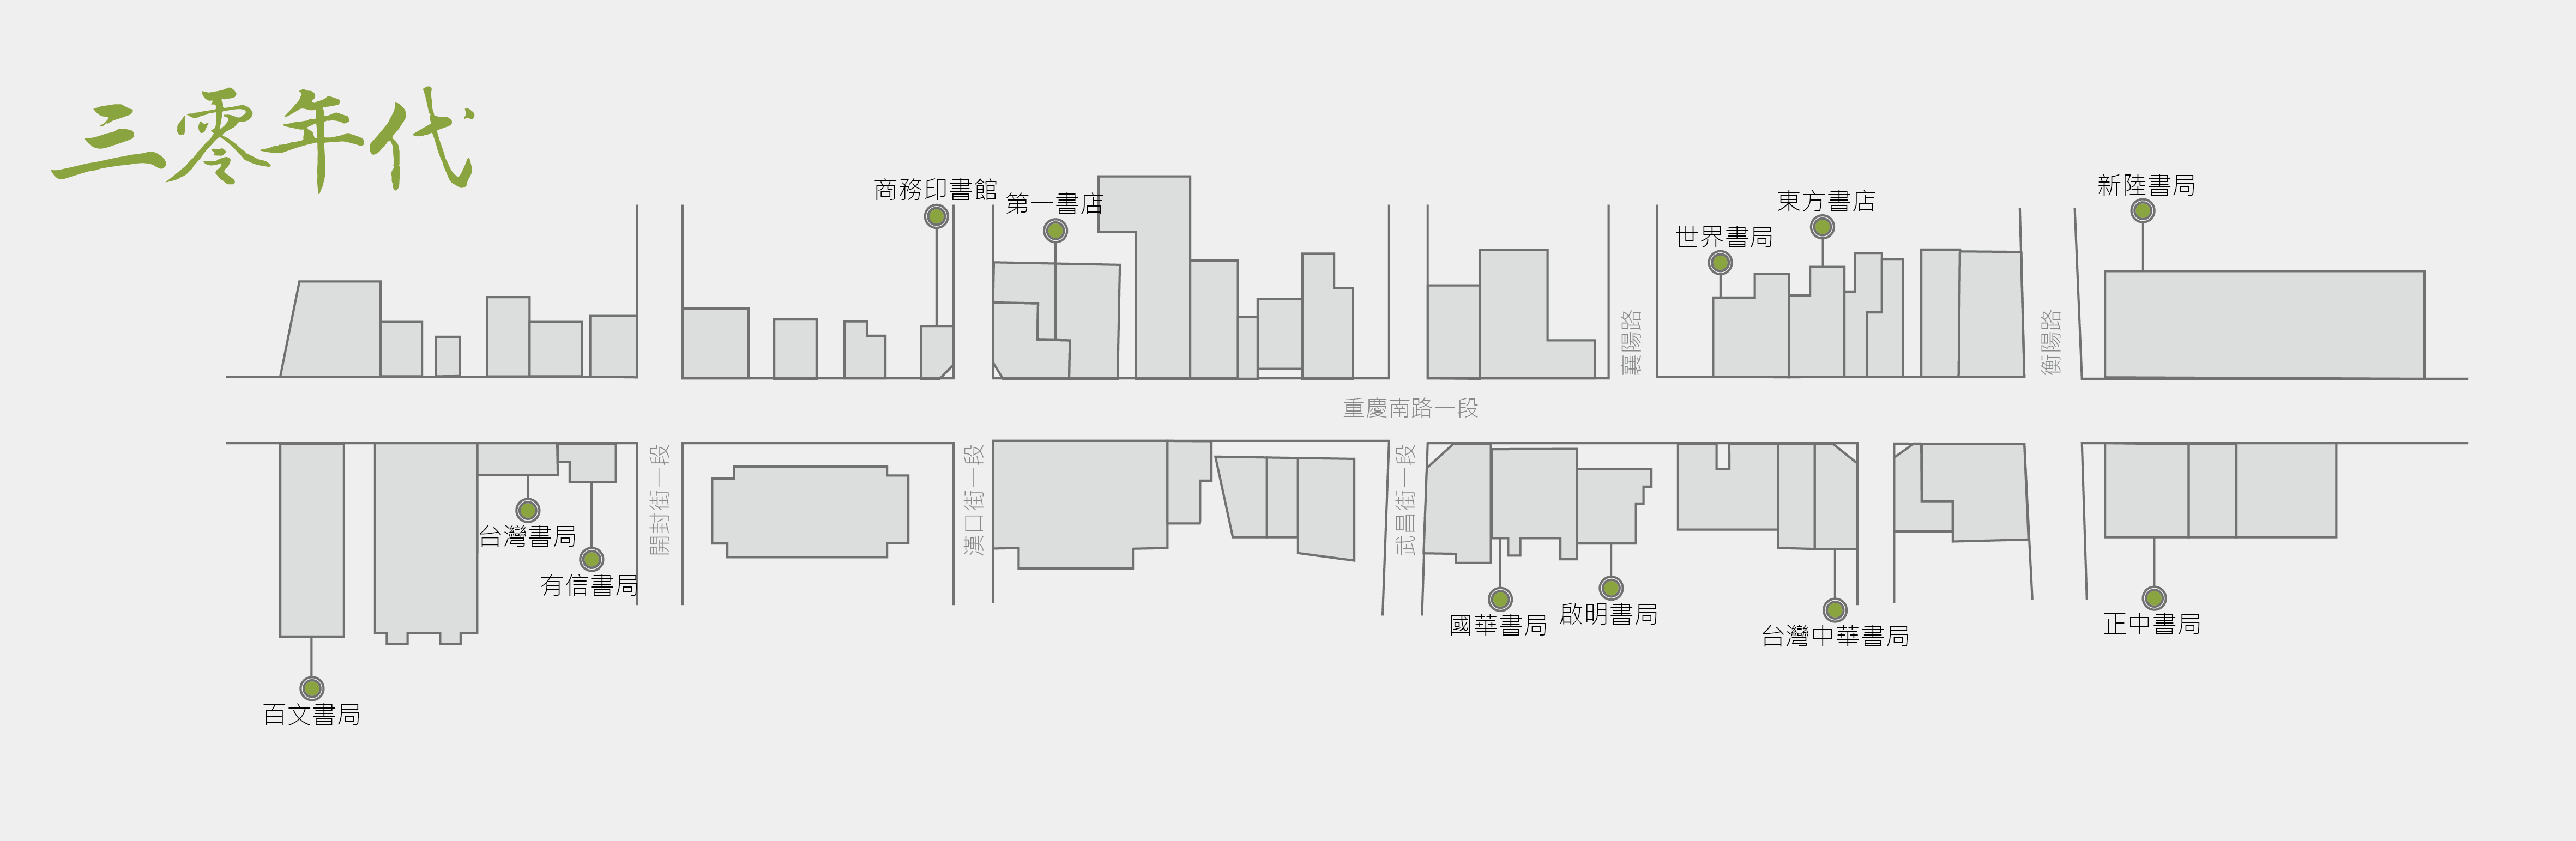 三零年代
商務印書館
第一書店
世界書局
東方書店
新陸書局
襄陽路
衡陽路
重慶南路一段
開封街一段
漢口街一段
武昌街一段
台灣書局
有信書局
百文書局
國華書局
啟明書局
台灣中華書局
正中書局